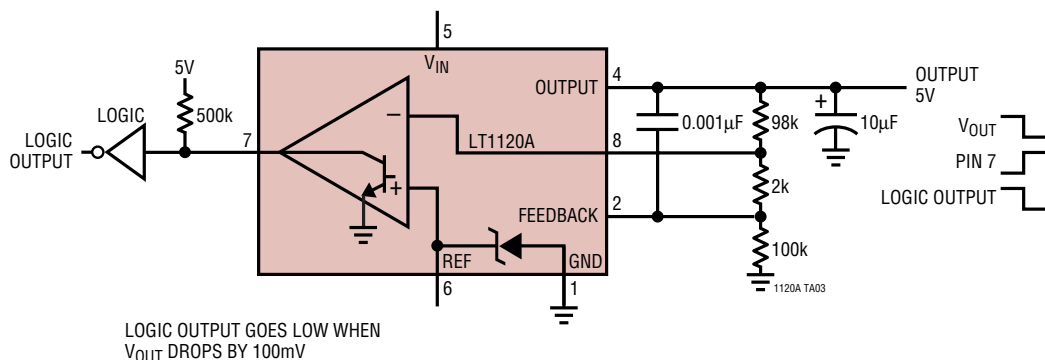 5
V_IN
OUTPUT
4
OUTPUT
5V
5V
500k
LOGIC
LOGIC
OUTPUT
7
−
+
LT1120A
8
FEEDBACK
2
REF
GND
6
1
0.001µF
98k
+
10µF
2k
100k
1120A TA03
V_OUT
PIN 7
LOGIC OUTPUT
LOGIC OUTPUT GOES LOW WHEN
V_OUT DROPS BY 100mV